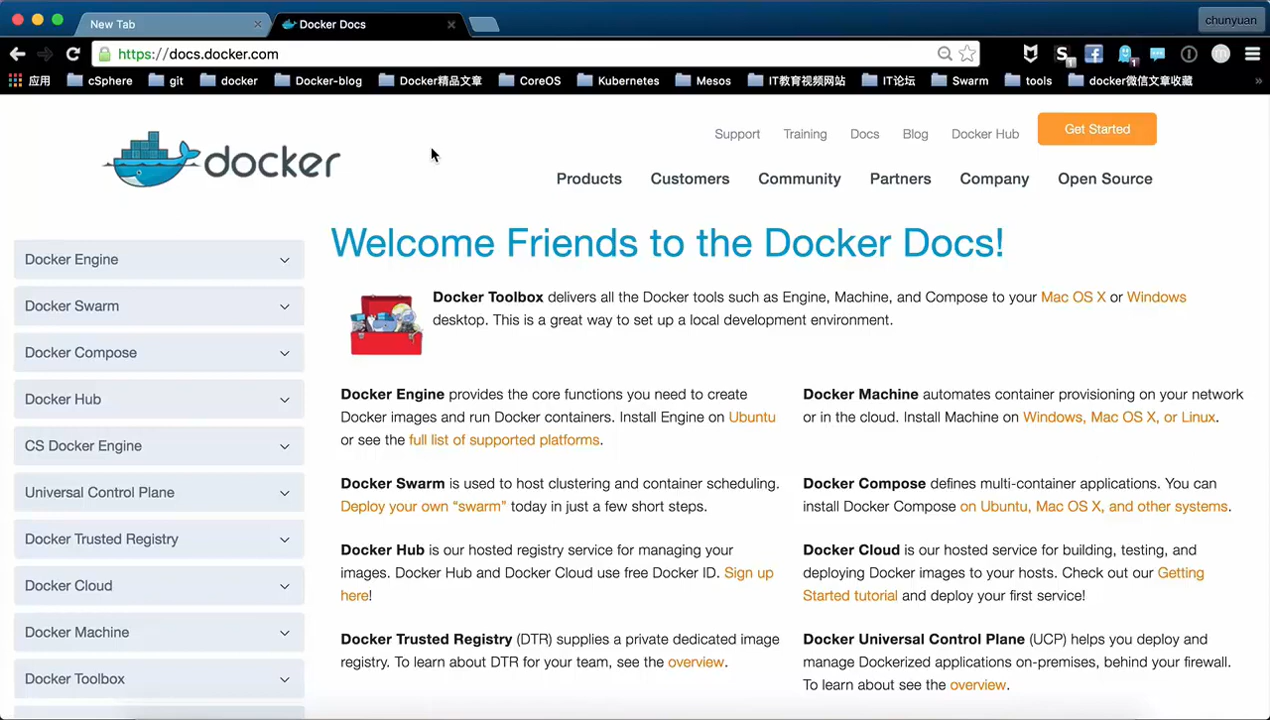 New Tab
Docker Docs
chunyuan
https://docs.docker.com
应用
cSphere
git
docker
Docker-blog
Docker精品文章
CoreOS
Kubernetes
Mesos
IT教育视频网站
IT论坛
Swarm
tools
docker微信文章收藏
»
docker
Support
Training
Docs
Blog
Docker Hub
Get Started
Products
Customers
Community
Partners
Company
Open Source
Docker Engine
Docker Swarm
Docker Compose
Docker Hub
CS Docker Engine
Universal Control Plane
Docker Trusted Registry
Docker Cloud
Docker Machine
Docker Toolbox
Welcome Friends to the Docker Docs!
Docker Toolbox delivers all the Docker tools such as Engine, Machine, and Compose to your Mac OS X or Windows
desktop. This is a great way to set up a local development environment.
Docker Engine provides the core functions you need to create
Docker images and run Docker containers. Install Engine on Ubuntu
or see the full list of supported platforms.
Docker Machine automates container provisioning on your network
or in the cloud. Install Machine on Windows, Mac OS X, or Linux.
Docker Swarm is used to host clustering and container scheduling.
Deploy your own “swarm” today in just a few short steps.
Docker Compose defines multi-container applications. You can
install Docker Compose on Ubuntu, Mac OS X, and other systems.
Docker Hub is our hosted registry service for managing your
images. Docker Hub and Docker Cloud use free Docker ID. Sign up
here!
Docker Cloud is our hosted service for building, testing, and
deploying Docker images to your hosts. Check out our Getting
Started tutorial and deploy your first service!
Docker Trusted Registry (DTR) supplies a private dedicated image
registry. To learn about DTR for your team, see the overview.
Docker Universal Control Plane (UCP) helps you deploy and
manage Dockerized applications on-premises, behind your firewall.
To learn about see the overview.